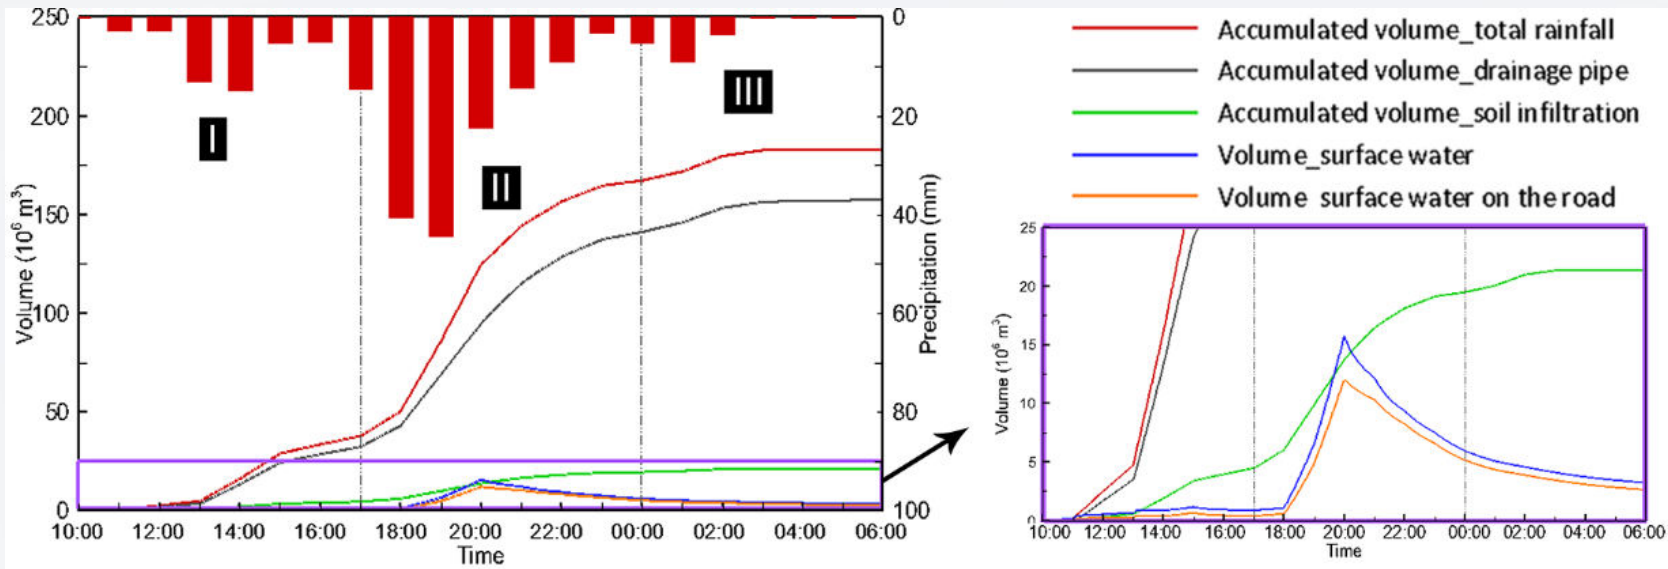 250
200
150
100
50
0
Volume (10⁶ m³)
I
II
III
0
20
40
60
80
100
Precipitation (mm)
10:00 12:00 14:00 16:00 18:00 20:00 22:00 00:00 02:00 04:00 06:00
Time
Accumulated volume_total rainfall
Accumulated volume_drainage pipe
Accumulated volume_soil infiltration
Volume_surface water
Volume surface water on the road
25
20
15
10
5
0
Volume (10⁶ m³)
10:00 12:00 14:00 16:00 18:00 20:00 22:00 00:00 02:00 04:00 06:00
Time